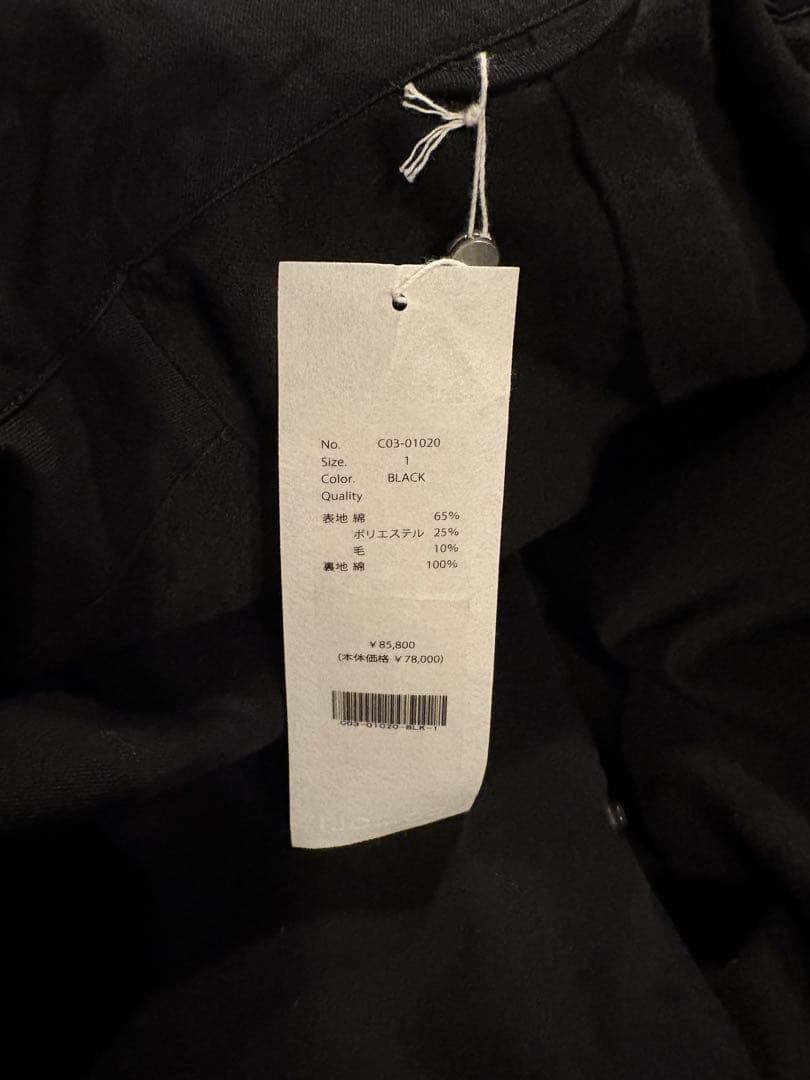 No. C03-01020
Size. 1
Color. BLACK
Quality
表地 綿 65%
ポリエステル 25%
毛 10%
裏地 綿 100%
￥85,800
(本体価格 ￥78,000)
C03-01020-BLK-1